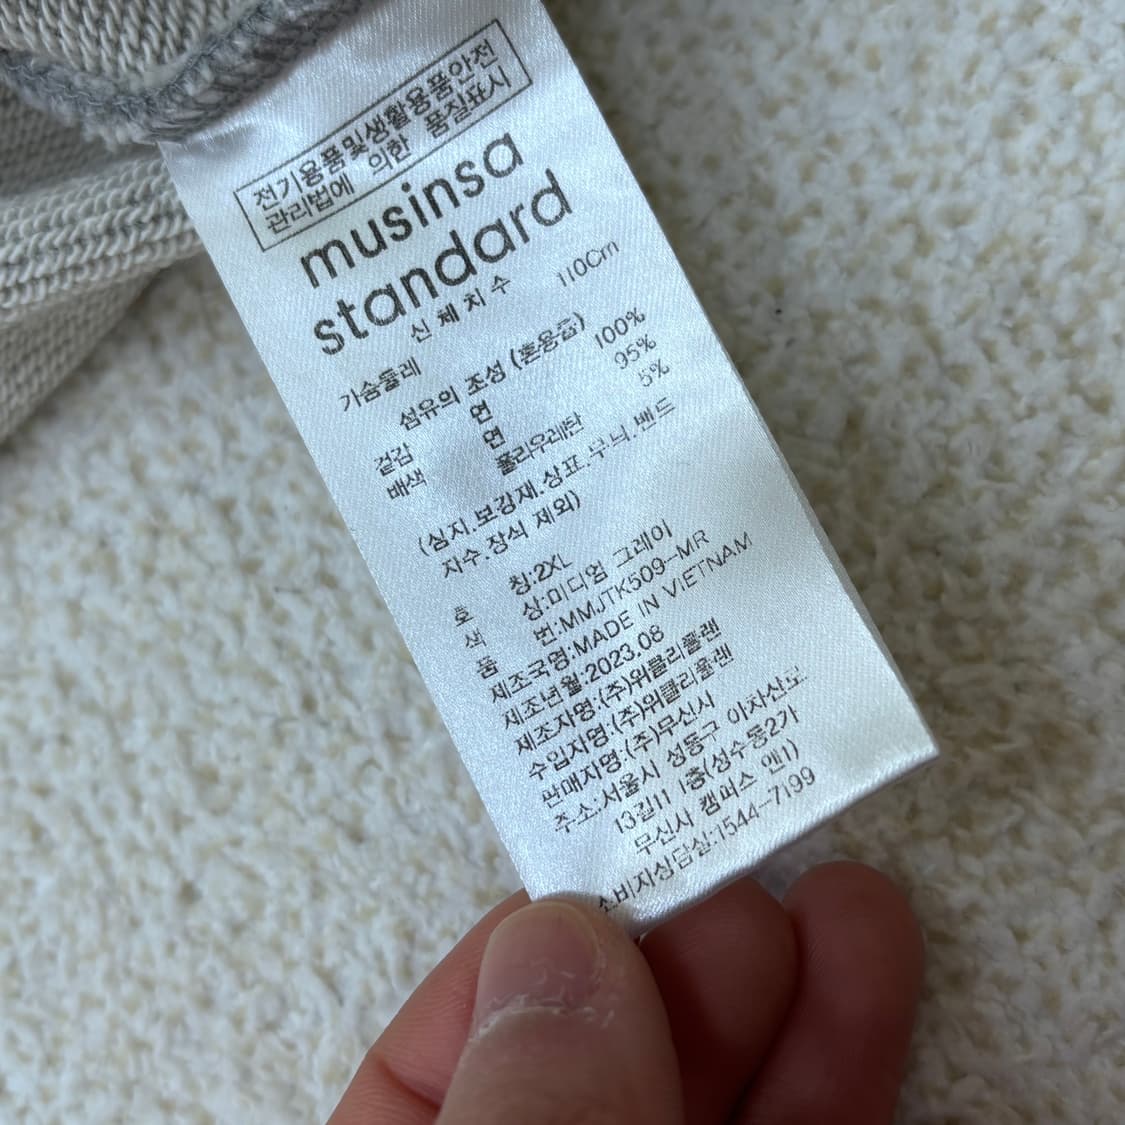 전기용품및생활용품안전
관리법에 의한 품질표시
musinsa
standard
신체치수
가슴둘레 110Cm
섬유의 조성 (혼용율)
겉감 면 100%
배색 면 95%
폴리우레탄 5%
(심지.보강재.상표.무늬.밴드
자수.장식 제외)
호 칭:2XL
색 상:미디엄 그레이
품 번:MMJTK509-MR
제조국명:MADE IN VIETNAM
제조년월:2023.08
제조자명:(주)위플리플랜
수입자명:(주)위플리플랜
판매자명:(주)무신사
주소:서울시 성동구 아차산로
13길11 1층(성수동2가
무신사 캠퍼스 엔1)
소비자상담실:1544-7199